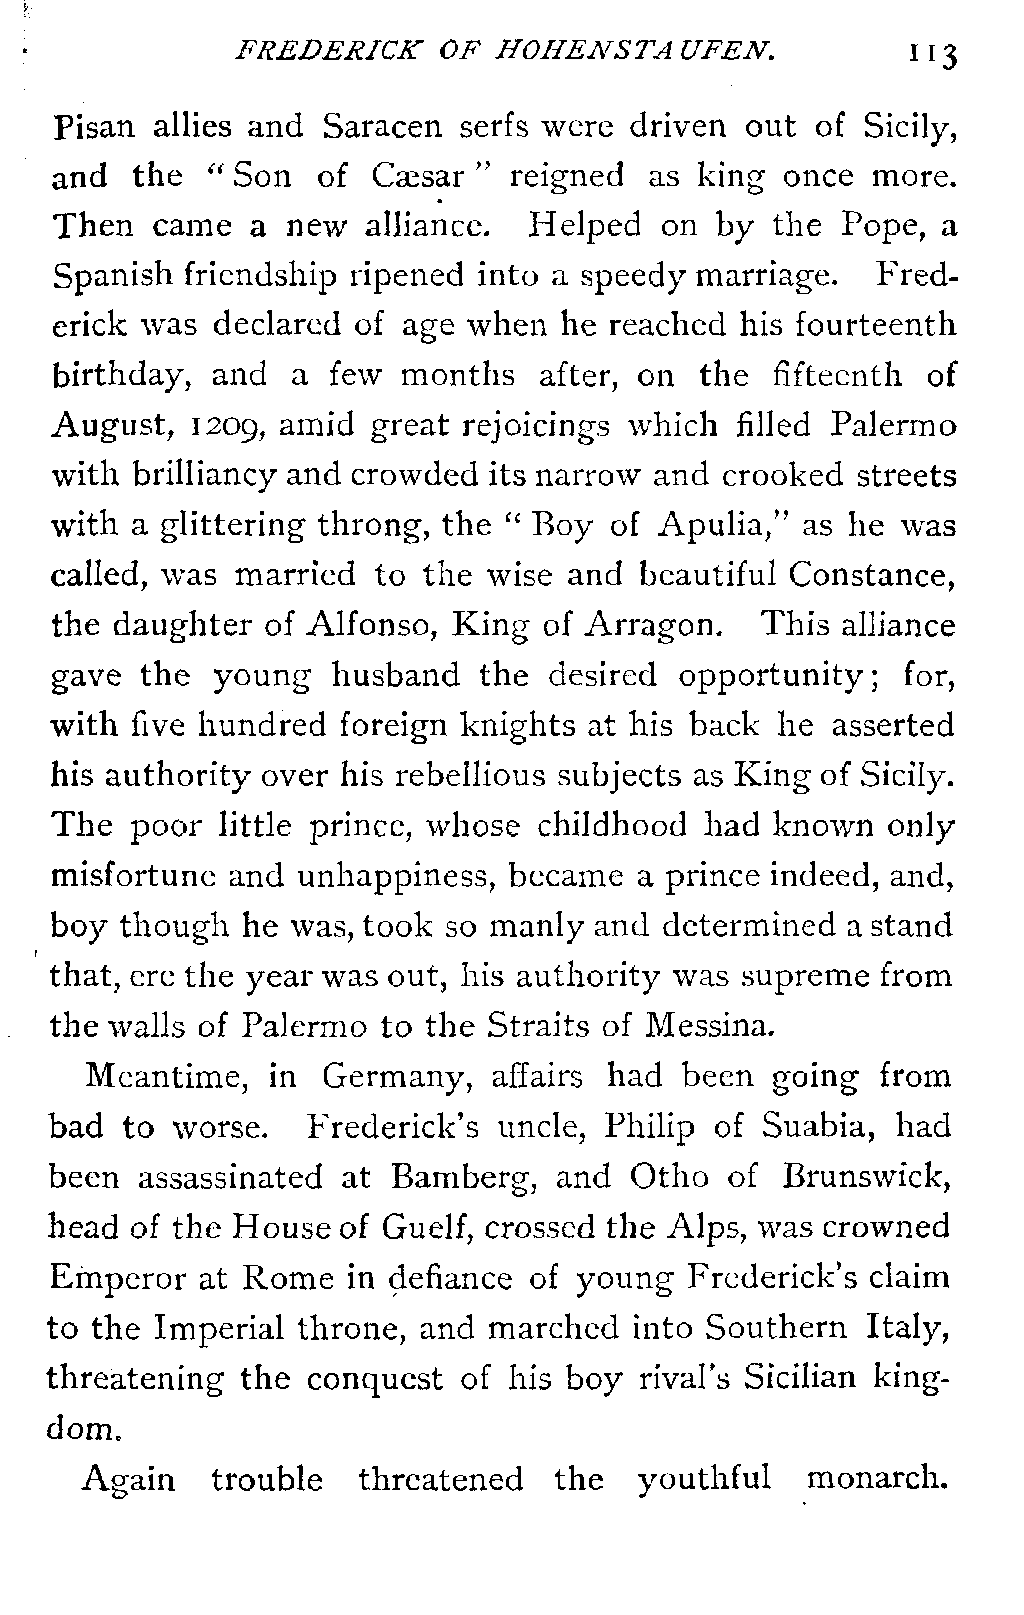 FREDERICK OF HOHENSTAUFEN. 113
Pisan allies and Saracen serfs were driven out of Sicily,
and the “Son of Cæsar” reigned as king once more.
Then came a new alliance. Helped on by the Pope, a
Spanish friendship ripened into a speedy marriage. Fred-
erick was declared of age when he reached his fourteenth
birthday, and a few months after, on the fifteenth of
August, 1209, amid great rejoicings which filled Palermo
with brilliancy and crowded its narrow and crooked streets
with a glittering throng, the “Boy of Apulia,” as he was
called, was married to the wise and beautiful Constance,
the daughter of Alfonso, King of Arragon. This alliance
gave the young husband the desired opportunity; for,
with five hundred foreign knights at his back he asserted
his authority over his rebellious subjects as King of Sicily.
The poor little prince, whose childhood had known only
misfortune and unhappiness, became a prince indeed, and,
boy though he was, took so manly and determined a stand
that, ere the year was out, his authority was supreme from
the walls of Palermo to the Straits of Messina.
Meantime, in Germany, affairs had been going from
bad to worse. Frederick’s uncle, Philip of Suabia, had
been assassinated at Bamberg, and Otho of Brunswick,
head of the House of Guelf, crossed the Alps, was crowned
Emperor at Rome in defiance of young Frederick’s claim
to the Imperial throne, and marched into Southern Italy,
threatening the conquest of his boy rival’s Sicilian king-
dom.
Again trouble threatened the youthful monarch.